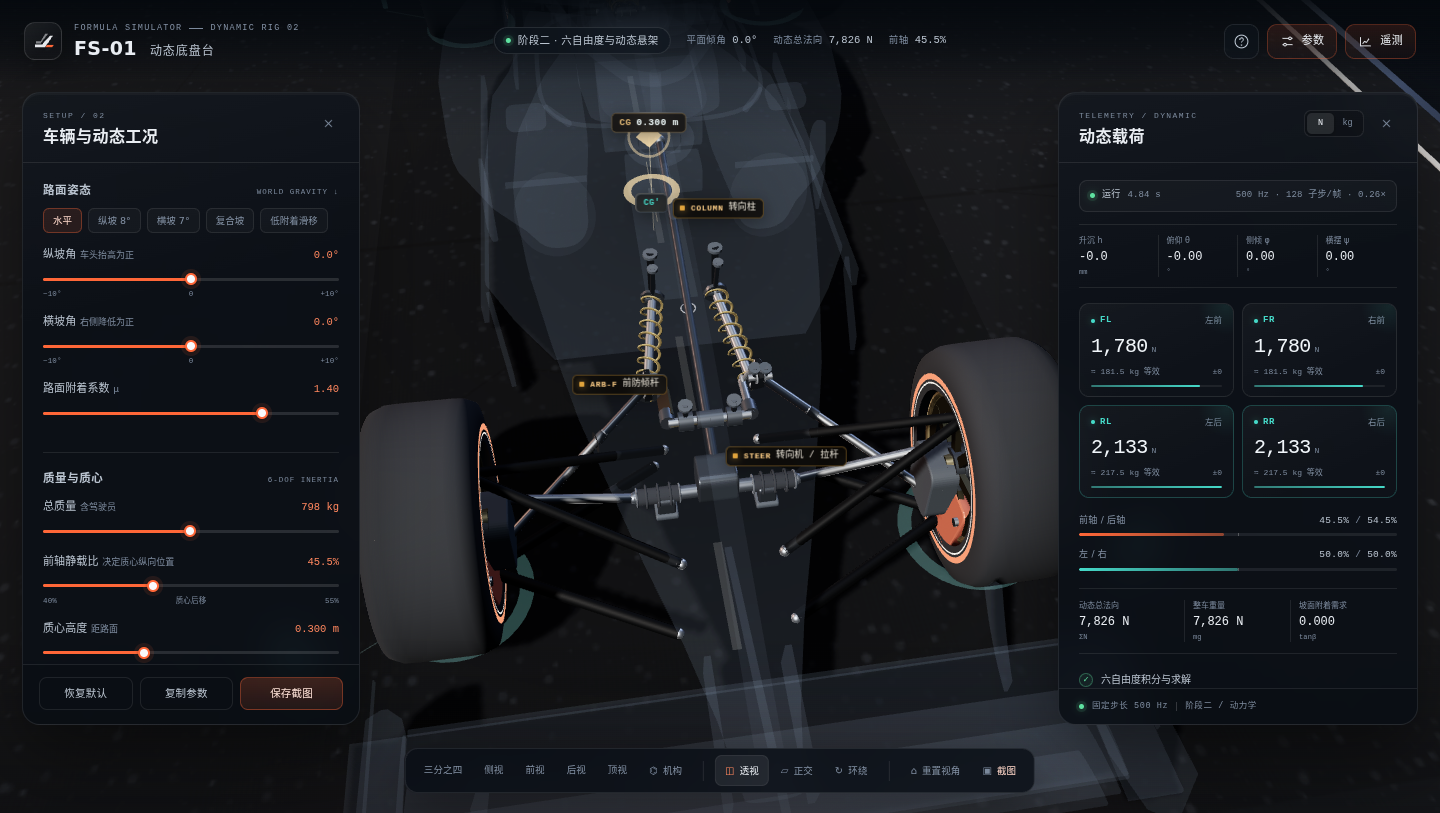 FORMULA SIMULATOR — DYNAMIC RIG 02
FS-01 动态底盘台
阶段二 · 六自由度与动态悬架
平面倾角 0.0°
动态总法向 7,826 N
前轴 45.5%
参数
遥测
SETUP / 02
车辆与动态工况
路面姿态
WORLD GRAVITY ↓
水平
纵坡 8°
横坡 7°
复合坡
低附着滑移
纵坡角 车头抬高为正
0.0°
−10°
0
+10°
横坡角 右侧降低为正
0.0°
−10°
0
+10°
路面附着系数 μ
1.40
质量与质心
6-DOF INERTIA
总质量 含驾驶员
798 kg
前轴静载比 决定质心纵向位置
45.5%
40%
质心后移
55%
质心高度 距路面
0.300 m
恢复默认
复制参数
保存截图
CG 0.300 m
CG'
COLUMN 转向柱
ARB-F 前防倾杆
STEER 转向机 / 拉杆
TELEMETRY / DYNAMIC
动态载荷
N
kg
运行 4.84 s
500 Hz · 128 子步/帧 · 0.26×
升沉 h
-0.0
mm
俯仰 θ
-0.00
°
侧倾 φ
0.00
°
横摆 ψ
0.00
°
FL
左前
1,780 N
≈ 181.5 kg 等效
±0
FR
右前
1,780 N
≈ 181.5 kg 等效
±0
RL
左后
2,133 N
≈ 217.5 kg 等效
±0
RR
右后
2,133 N
≈ 217.5 kg 等效
±0
前轴 / 后轴
45.5% / 54.5%
左 / 右
50.0% / 50.0%
动态总法向
7,826 N
ΣN
整车重量
7,826 N
mg
坡面附着需求
0.000
tanβ
六自由度积分与求解
固定步长 500 Hz | 阶段二 / 动力学
三分之四
侧视
前视
后视
顶视
机构
透视
正交
环绕
重置视角
截图